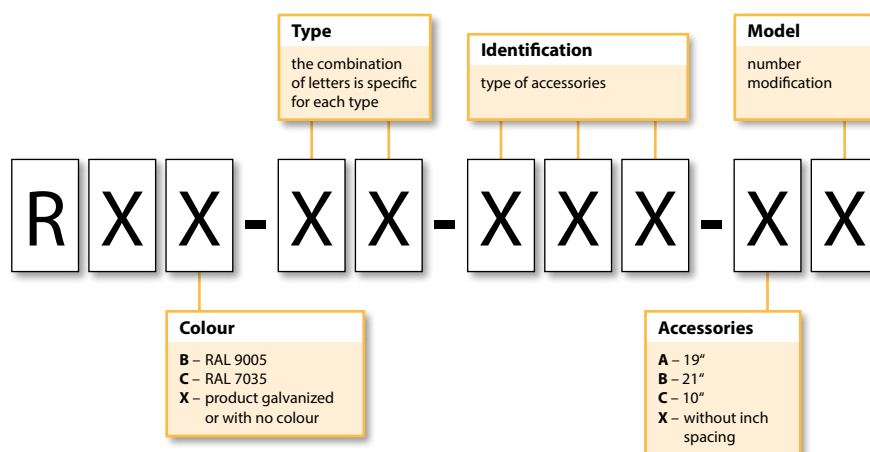 Type
the combination
of letters is specific
for each type
Identification
type of accessories
Model
number
modification
R X X - X X - X X X - X X
Colour
B – RAL 9005
C – RAL 7035
X – product galvanized
or with no colour
Accessories
A – 19“
B – 21“
C – 10“
X – without inch
spacing